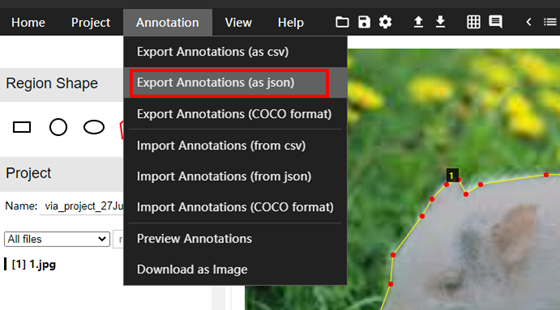 Home Project Annotation View Help
Export Annotations (as csv)
Region Shape
Export Annotations (as json)
Export Annotations (COCO format)
Import Annotations (from csv)
Project
Import Annotations (from json)
1
Name: via_project_27Ju
Import Annotations (COCO format)
All files
Preview Annotations
[1] 1.jpg
Download as Image